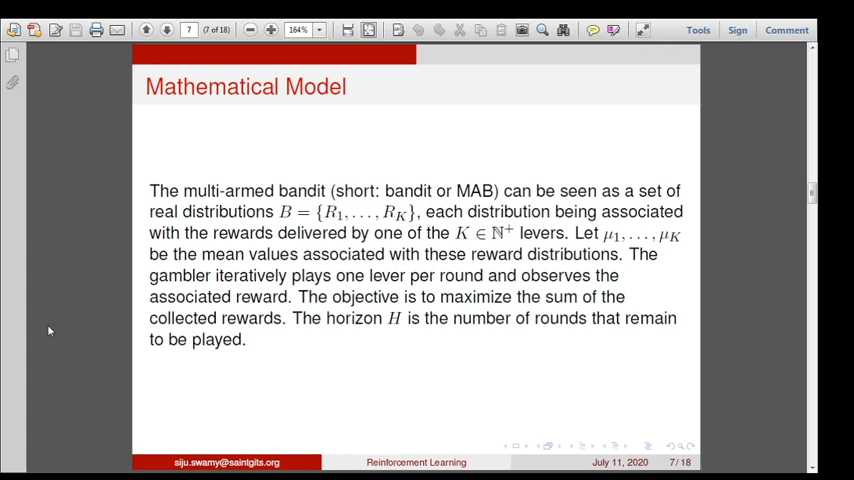 7 (7 of 18) 164% Tools Sign Comment
Mathematical Model
The multi-armed bandit (short: bandit or MAB) can be seen as a set of
real distributions B = {R₁, . . . , R_K}, each distribution being associated
with the rewards delivered by one of the K ∈ ℕ⁺ levers. Let μ₁, . . . , μ_K
be the mean values associated with these reward distributions. The
gambler iteratively plays one lever per round and observes the
associated reward. The objective is to maximize the sum of the
collected rewards. The horizon H is the number of rounds that remain
to be played.
siju.swamy@saintgits.org Reinforcement Learning July 11, 2020 7/18